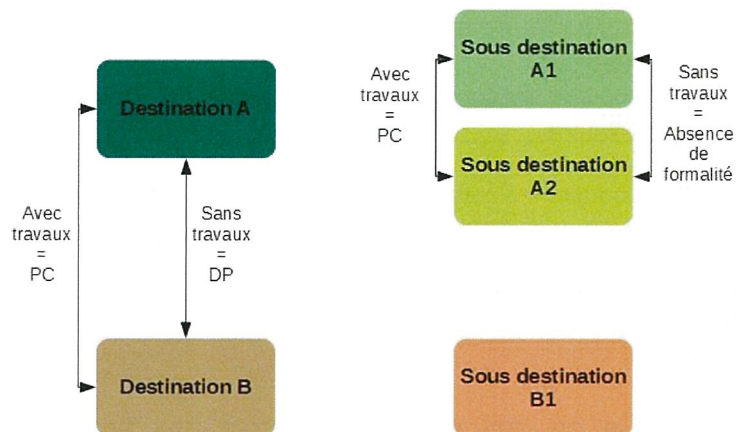 Destination A
Avec
travaux
=
PC
Sans
travaux
=
DP
Destination B
Sous destination
A1
Avec
travaux
=
PC
Sans
travaux
=
Absence
de
formalité
Sous destination
A2
Sous destination
B1